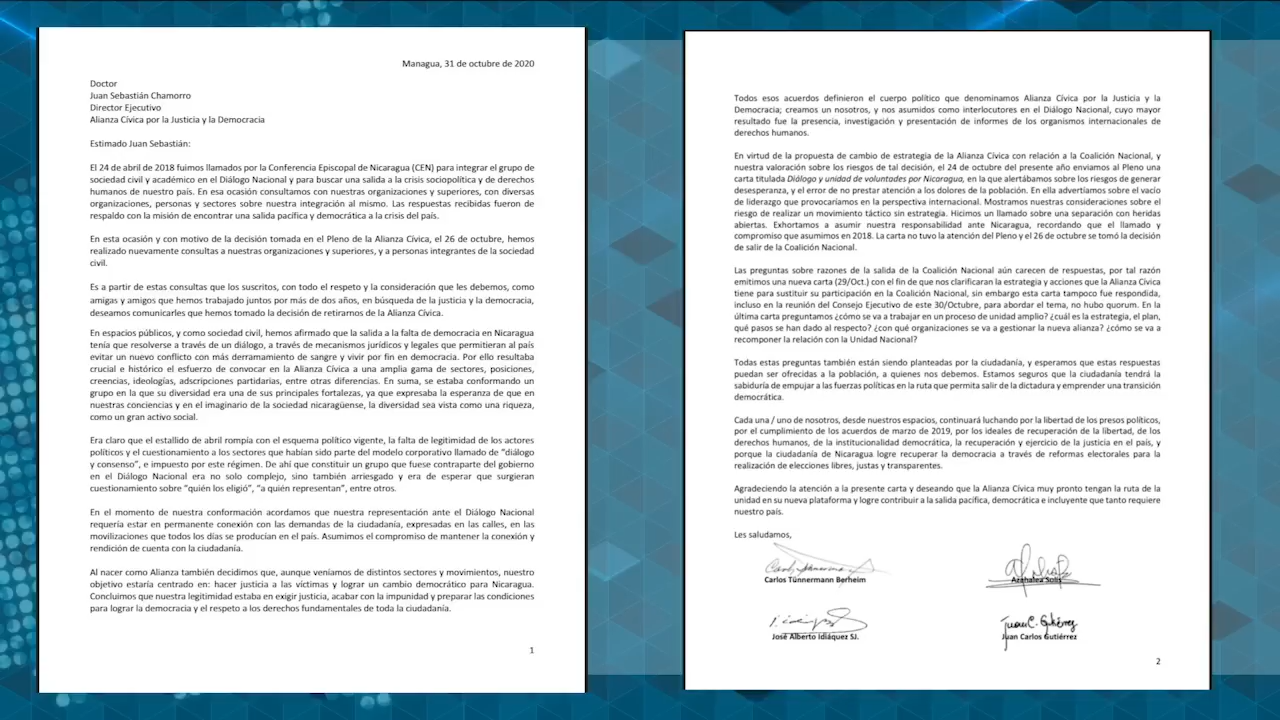 Managua, 31 de octubre de 2020
Doctor
Juan Sebastián Chamorro
Director Ejecutivo
Alianza Cívica por la Justicia y la Democracia
Estimado Juan Sebastián:
El 24 de abril de 2018 fuimos llamados por la Conferencia Episcopal de Nicaragua (CEN) para integrar el grupo de
sociedad civil y académico en el Diálogo Nacional y para buscar una salida a la crisis sociopolítica y de derechos
humanos de nuestro país. En esa ocasión consultamos con nuestras organizaciones y superiores, con diversas
organizaciones, personas y sectores sobre nuestra integración al mismo. Las respuestas recibidas fueron de
respaldo con la misión de encontrar una salida pacífica y democrática a la crisis del país.
En esta ocasión y con motivo de la decisión tomada en el Pleno de la Alianza Cívica, el 26 de octubre, hemos
realizado nuevamente consultas a nuestras organizaciones y superiores, y a personas integrantes de la sociedad
civil.
Es a partir de estas consultas que los suscritos, con todo el respeto y la consideración que les debemos, como
amigas y amigos que hemos trabajado juntos por más de dos años, en búsqueda de la justicia y la democracia,
deseamos comunicarles que hemos tomado la decisión de retirarnos de la Alianza Cívica.
En espacios públicos, y como sociedad civil, hemos afirmado que la salida a la falta de democracia en Nicaragua
tenía que resolverse a través de un diálogo, a través de mecanismos jurídicos y legales que permitieran al país
evitar un nuevo conflicto con más derramamiento de sangre y vivir por fin en democracia. Por ello resultaba
crucial e histórico el esfuerzo de convocar en la Alianza Cívica a una amplia gama de sectores, posiciones,
creencias, ideologías, adscripciones partidarias, entre otras diferencias. En suma, se estaba conformando un
grupo en la que su diversidad era una de sus principales fortalezas, ya que expresaba la esperanza de que en
nuestras conciencias y en el imaginario de la sociedad nicaragüense, la diversidad sea vista como una riqueza,
como un gran activo social.
Era claro que el estallido de abril rompía con el esquema político vigente, la falta de legitimidad de los actores
políticos y el cuestionamiento a los sectores que habían sido parte del modelo corporativo llamado de “diálogo
y consenso”, e impuesto por este régimen. De ahí que constituir un grupo que fuese contraparte del gobierno
en el Diálogo Nacional era no solo complejo, sino también arriesgado y era de esperar que surgieran
cuestionamiento sobre “quién los eligió”, “a quién representan”, entre otros.
En el momento de nuestra conformación acordamos que nuestra representación ante el Diálogo Nacional
requería estar en permanente conexión con las demandas de la ciudadanía, expresadas en las calles, en las
movilizaciones que todos los días se producían en el país. Asumimos el compromiso de mantener la conexión y
rendición de cuenta con la ciudadanía.
Al nacer como Alianza también decidimos que, aunque veníamos de distintos sectores y movimientos, nuestro
objetivo estaría centrado en: hacer justicia a las víctimas y lograr un cambio democrático para Nicaragua.
Concluimos que nuestra legitimidad estaba en exigir justicia, acabar con la impunidad y preparar las condiciones
para lograr la democracia y el respeto a los derechos fundamentales de toda la ciudadanía.
1
Todos esos acuerdos definieron el cuerpo político que denominamos Alianza Cívica por la Justicia y la
Democracia; creamos un nosotros, y nos asumidos como interlocutores en el Diálogo Nacional, cuyo mayor
resultado fue la presencia, investigación y presentación de informes de los organismos internacionales de
derechos humanos.
En virtud de la propuesta de cambio de estrategia de la Alianza Cívica con relación a la Coalición Nacional, y
nuestra valoración sobre los riesgos de tal decisión, el 24 de octubre del presente año enviamos al Pleno una
carta titulada Diálogo y unidad de voluntades por Nicaragua, en la que alertábamos sobre los riesgos de generar
desesperanza, y el error de no prestar atención a los dolores de la población. En ella advertíamos sobre el vacío
de liderazgo que provocaríamos en la perspectiva internacional. Mostramos nuestras consideraciones sobre el
riesgo de realizar un movimiento táctico sin estrategia. Hicimos un llamado sobre una separación con heridas
abiertas. Exhortamos a asumir nuestra responsabilidad ante Nicaragua, recordando que el llamado y
compromiso que asumimos en 2018. La carta no tuvo la atención del Pleno y el 26 de octubre se tomó la decisión
de salir de la Coalición Nacional.
Las preguntas sobre razones de la salida de la Coalición Nacional aún carecen de respuestas, por tal razón
emitimos una nueva carta (29/Oct.) con el fin de que nos clarificaran la estrategia y acciones que la Alianza Cívica
tiene para sustituir su participación en la Coalición Nacional, sin embargo esta carta tampoco fue respondida,
incluso en la reunión del Consejo Ejecutivo de este 30/Octubre, para abordar el tema, no hubo quorum. En la
última carta preguntamos ¿cómo se va a trabajar en un proceso de unidad amplio? ¿cuál es la estrategia, el plan,
qué pasos se han dado al respecto? ¿con qué organizaciones se va a gestionar la nueva alianza? ¿cómo se va a
recomponer la relación con la Unidad Nacional?
Todas estas preguntas también están siendo planteadas por la ciudadanía, y esperamos que estas respuestas
puedan ser ofrecidas a la población, a quienes nos debemos. Estamos seguros que la ciudadanía tendrá la
sabiduría de empujar a las fuerzas políticas en la ruta que permita salir de la dictadura y emprender una transición
democrática.
Cada una / uno de nosotros, desde nuestros espacios, continuará luchando por la libertad de los presos políticos,
por el cumplimiento de los acuerdos de marzo de 2019, por los ideales de recuperación de la libertad, de los
derechos humanos, de la institucionalidad democrática, la recuperación y ejercicio de la justicia en el país, y
porque la ciudadanía de Nicaragua logre recuperar la democracia a través de reformas electorales para la
realización de elecciones libres, justas y transparentes.
Agradeciendo la atención a la presente carta y deseando que la Alianza Cívica muy pronto tengan la ruta de la
unidad en su nueva plataforma y logre contribuir a la salida pacífica, democrática e incluyente que tanto requiere
nuestro país.
Les saludamos,
Carlos Tünnermann Berheim
Azahalea Solís
José Alberto Idiáquez SJ.
Juan C. Gutiérrez
Juan Carlos Gutiérrez
2